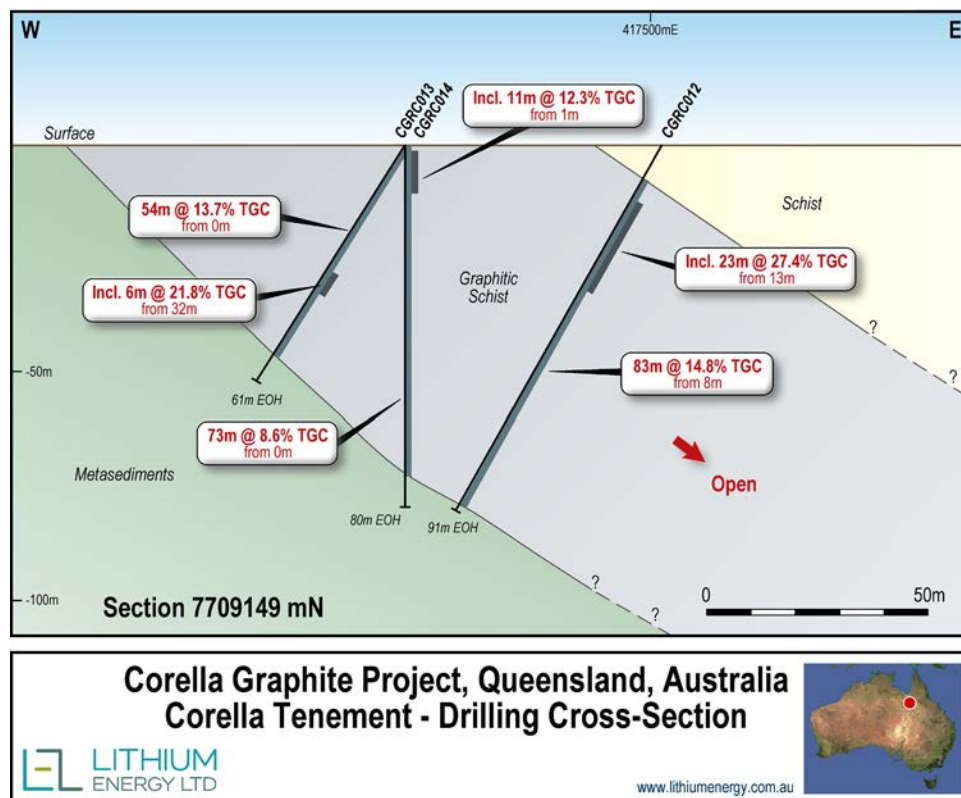 W
417500mE
E
Surface
CGRC013
CGRC014
Incl. 11m @ 12.3% TGC
from 1m
CGRC012
54m @ 13.7% TGC
from 0m
Schist
Incl. 6m @ 21.8% TGC
from 32m
Graphitic
Schist
Incl. 23m @ 27.4% TGC
from 13m
?
-50m
83m @ 14.8% TGC
from 8m
?
61m EOH
73m @ 8.6% TGC
from 0m
Metasediments
Open
80m EOH
91m EOH
-100m
Section 7709149 mN
?
?
0
50m
Corella Graphite Project, Queensland, Australia
Corella Tenement - Drilling Cross-Section
LEL LITHIUM
ENERGY LTD
www.lithiumenergy.com.au